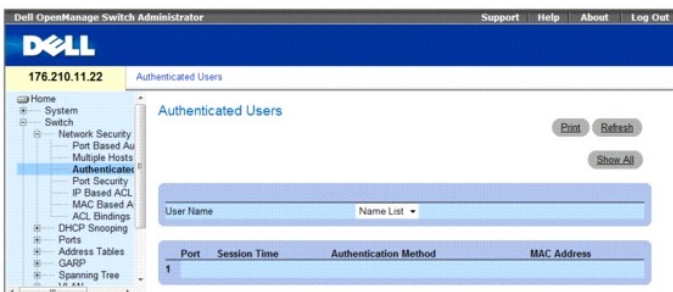 Dell OpenManage Switch Administrator
Support Help About Log Out
DELL
176.210.11.22
Authenticated Users
Home
System
Switch
Network Security
Port Based Au
Multiple Hosts
Authenticated
Port Security
IP Based ACL
MAC Based A
ACL Bindings
DHCP Snooping
Ports
Address Tables
GARP
Spanning Tree
VLAN
Authenticated Users
Print Refresh
Show All
User Name Name List
Port Session Time Authentication Method MAC Address
1